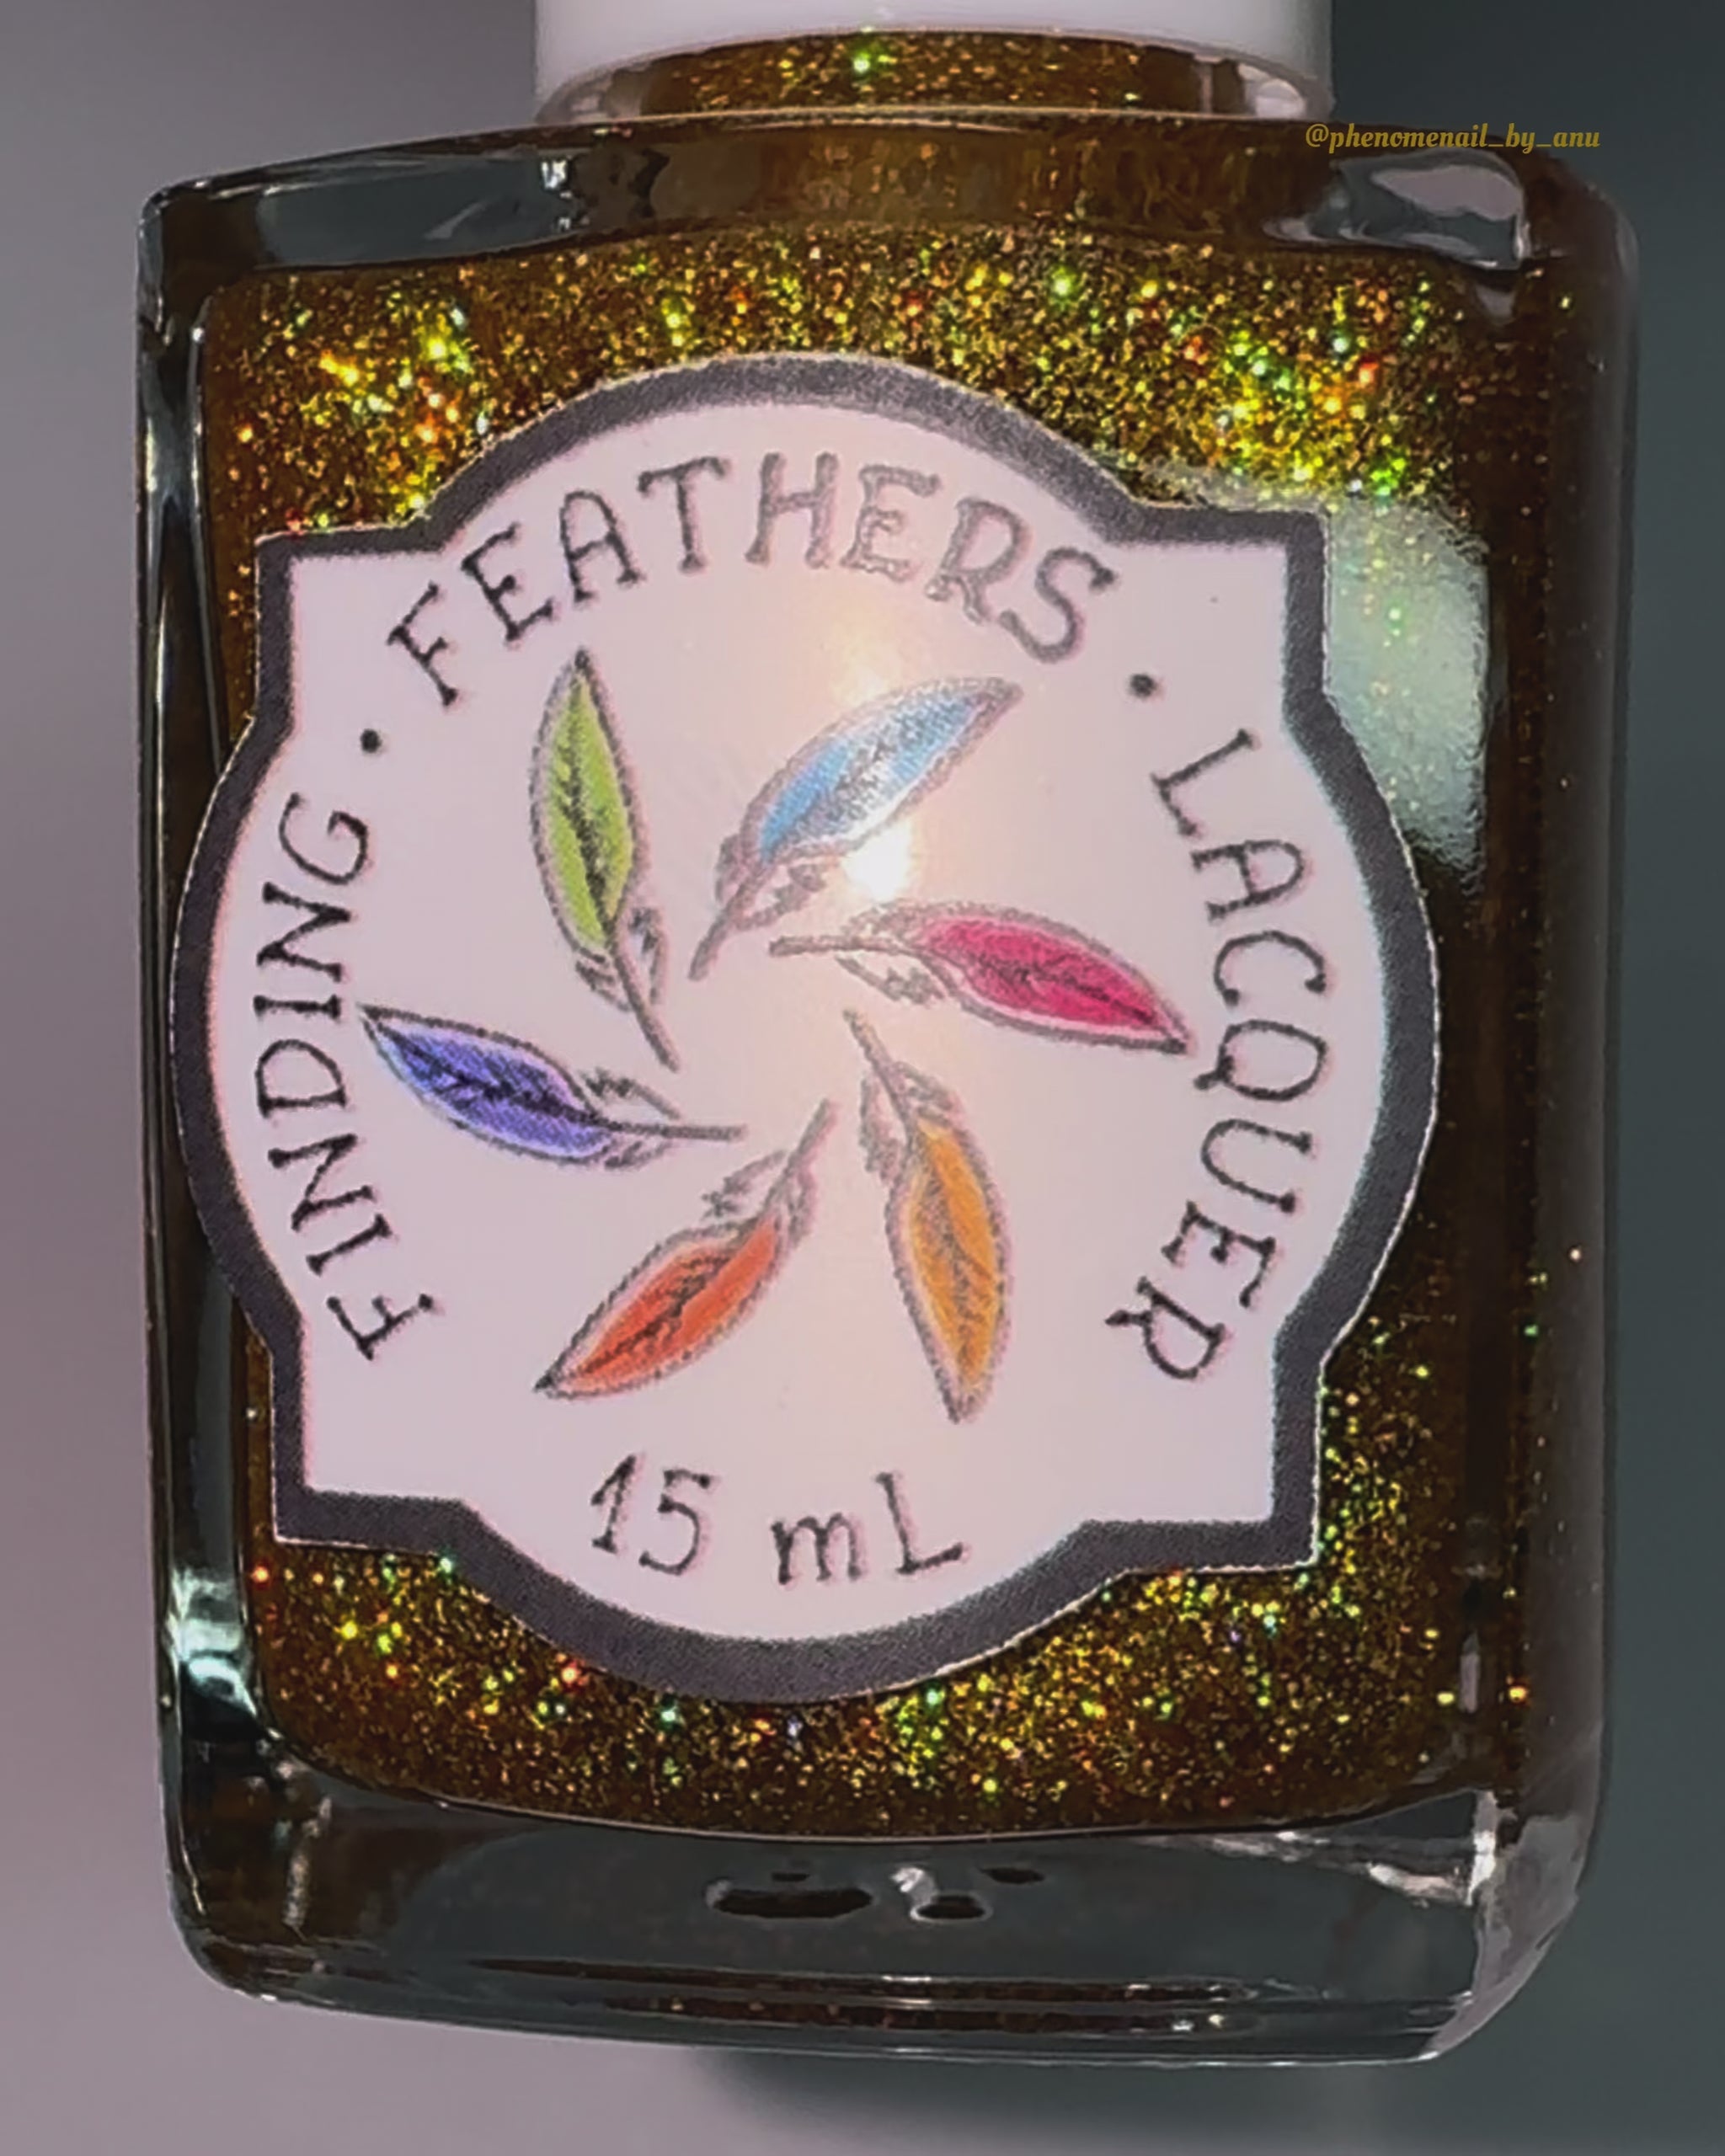 @phenomenail_by_anu
FINDING · FEATHERS · LACQUER
15 mL